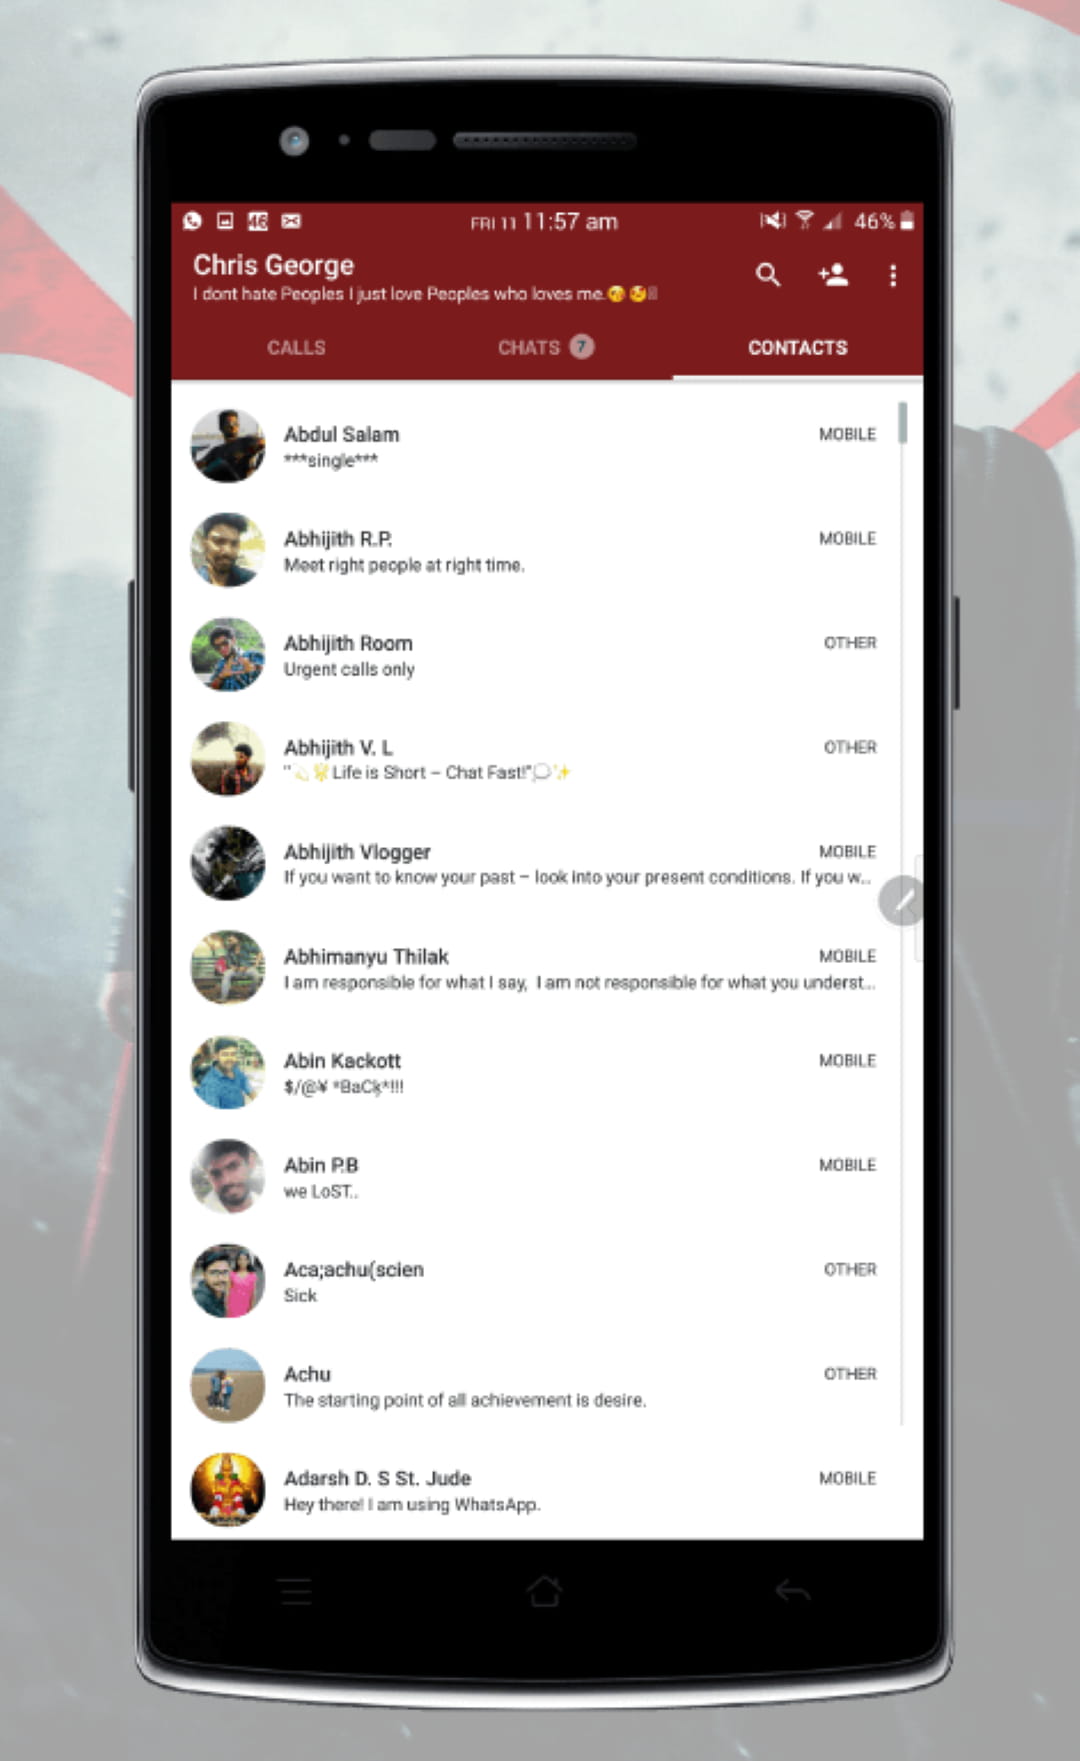 46 FRI 11 11:57 am 46%
Chris George
I dont hate Peoples I just love Peoples who loves me.😚🧐
CALLS CHATS 7 CONTACTS
Abdul Salam MOBILE
***single***
Abhijith R.P. MOBILE
Meet right people at right time.
Abhijith Room OTHER
Urgent calls only
Abhijith V. L OTHER
"💫🌟Life is Short – Chat Fast!"💭✨
Abhijith Vlogger MOBILE
If you want to know your past – look into your present conditions. If you w...
Abhimanyu Thilak MOBILE
I am responsible for what I say, I am not responsible for what you underst...
Abin Kackott MOBILE
$/@¥ *BaCķ*!!!
Abin P.B MOBILE
we LoST..
Aca;achu(scien OTHER
Sick
Achu OTHER
The starting point of all achievement is desire.
Adarsh D. S St. Jude MOBILE
Hey there! I am using WhatsApp.